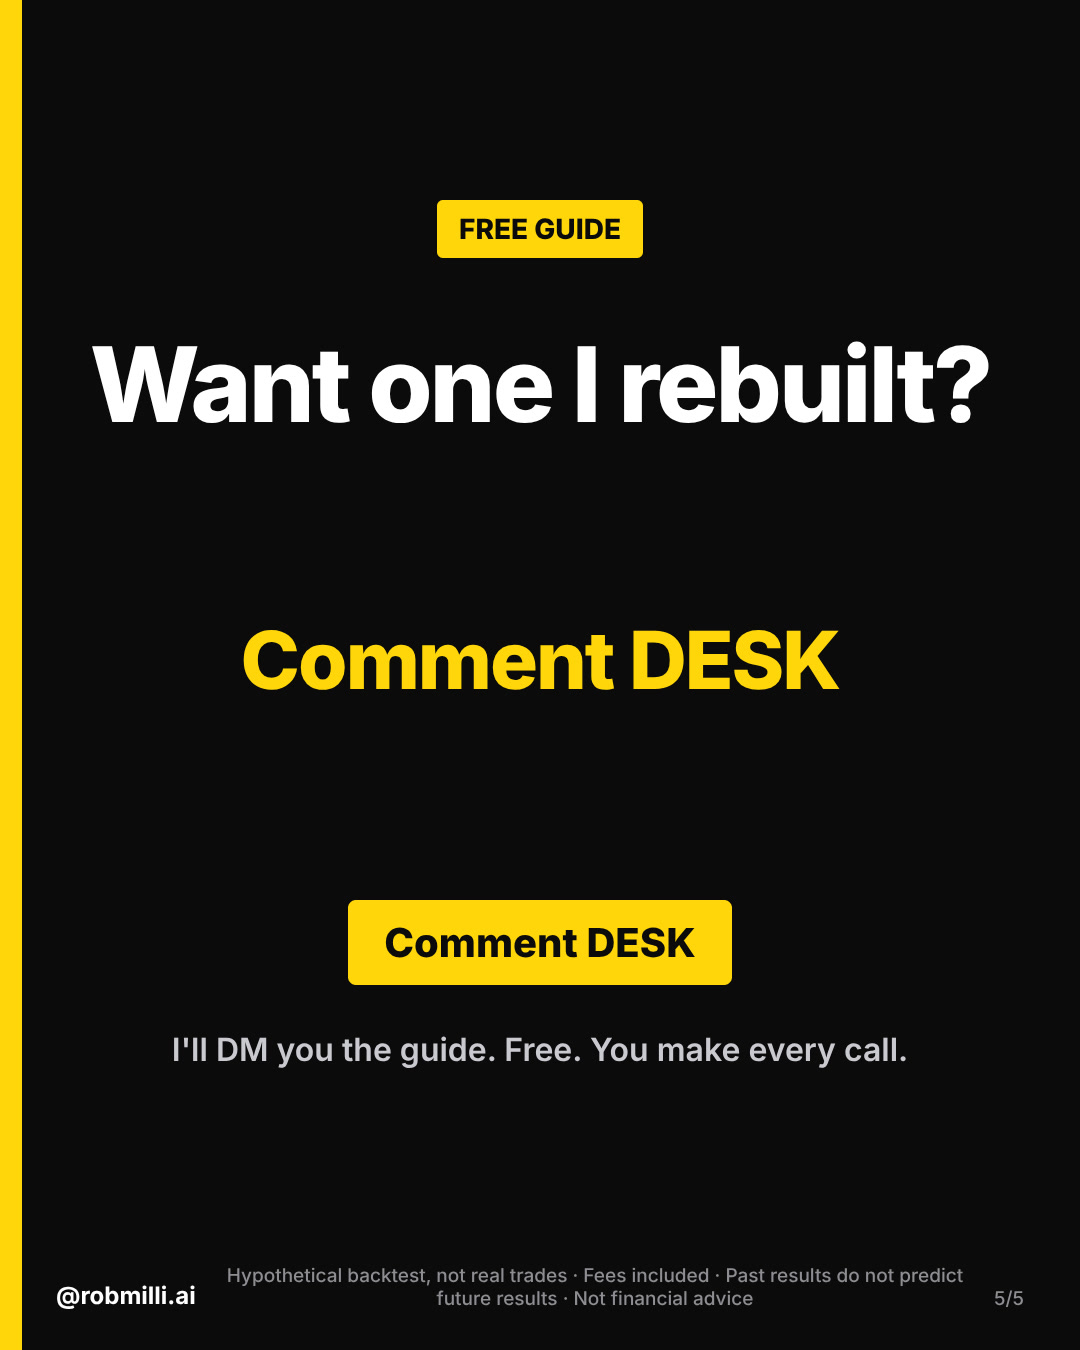 FREE GUIDE
Want one I rebuilt?
Comment DESK
Comment DESK
I'll DM you the guide. Free. You make every call.
@robmilli.ai
Hypothetical backtest, not real trades · Fees included · Past results do not predict
future results · Not financial advice
5/5